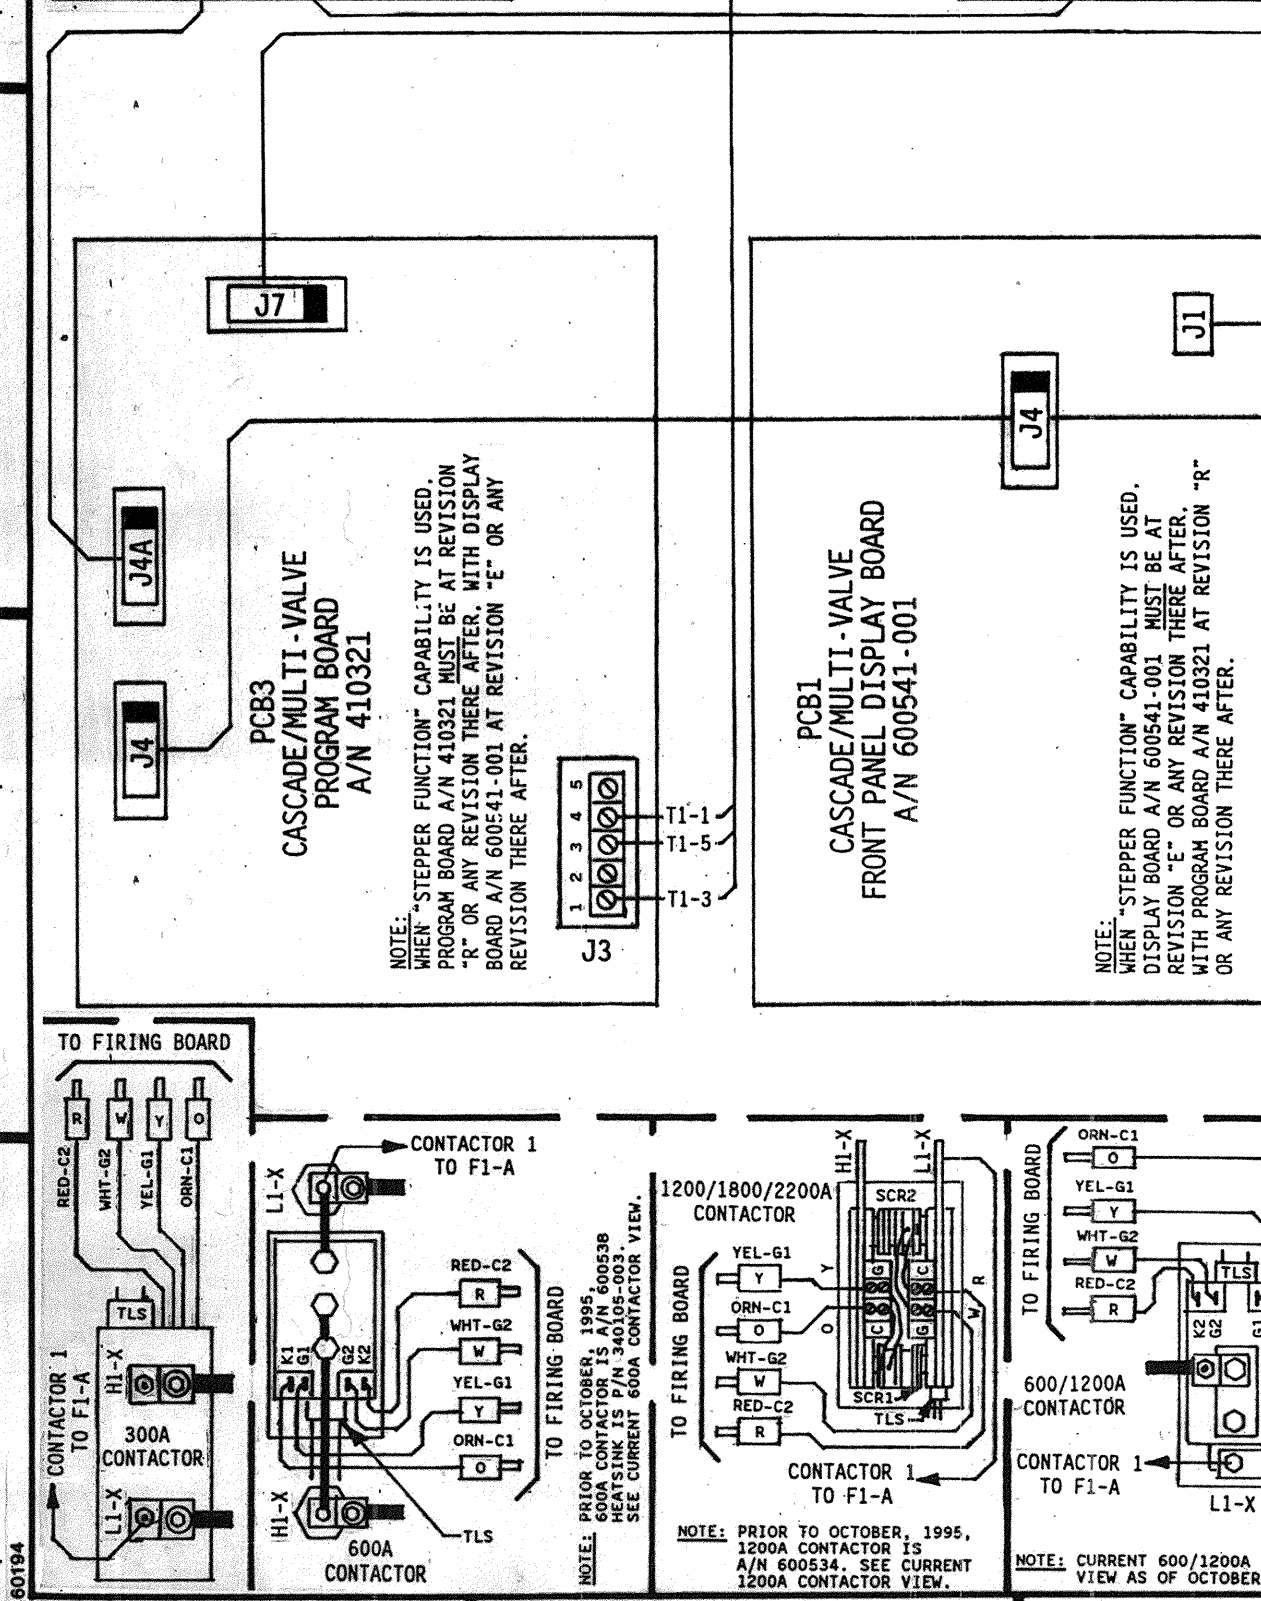 J7
J1
J4
J4A
J4
PCB3
CASCADE/MULTI-VALVE
PROGRAM BOARD
A/N 410321
NOTE:
WHEN "STEPPER FUNCTION" CAPABILITY IS USED,
PROGRAM BOARD A/N 410321 MUST BE AT REVISION
"R" OR ANY REVISION THERE AFTER, WITH DISPLAY
BOARD A/N 600541-001 AT REVISION "E" OR ANY
REVISION THERE AFTER.
1 2 3 4 5
J3
T1-1
T1-5
T1-3
PCB1
CASCADE/MULTI-VALVE
FRONT PANEL DISPLAY BOARD
A/N 600541-001
NOTE:
WHEN "STEPPER FUNCTION" CAPABILITY IS USED,
DISPLAY BOARD A/N 600541-001 MUST BE AT
REVISION "E" OR ANY REVISION THERE AFTER,
WITH PROGRAM BOARD A/N 410321 AT REVISION "R"
OR ANY REVISION THERE AFTER.
TO FIRING BOARD
R
W
Y
O
RED-C2
WHT-G2
YEL-G1
ORN-C1
TLS
H1-X
300A
CONTACTOR
CONTACTOR 1
TO F1-A
L1-X
60194
CONTACTOR 1
TO F1-A
L1-X
K1
G1
G2
K2
RED-C2
R
WHT-G2
W
YEL-G1
Y
ORN-C1
O
TO FIRING BOARD
H1-X
TLS
600A
CONTACTOR
NOTE: PRIOR TO OCTOBER, 1995,
600A CONTACTOR IS A/N 600538
HEATSINK IS P/N 340105-003.
SEE CURRENT 600A CONTACTOR VIEW.
1200/1800/2200A
CONTACTOR
H1-X
L1-X
SCR2
YEL-G1
Y
ORN-C1
O
WHT-G2
W
RED-C2
R
TO FIRING BOARD
Y
O
G
C
C
G
R
W
SCR1
TLS
CONTACTOR 1
TO F1-A
NOTE: PRIOR TO OCTOBER, 1995,
1200A CONTACTOR IS
A/N 600534. SEE CURRENT
1200A CONTACTOR VIEW.
TO FIRING BOARD
ORN-C1
O
YEL-G1
Y
WHT-G2
W
RED-C2
R
TLS
K2
G2
G1
600/1200A
CONTACTOR
CONTACTOR 1
TO F1-A
L1-X
NOTE: CURRENT 600/1200A
VIEW AS OF OCTOBER